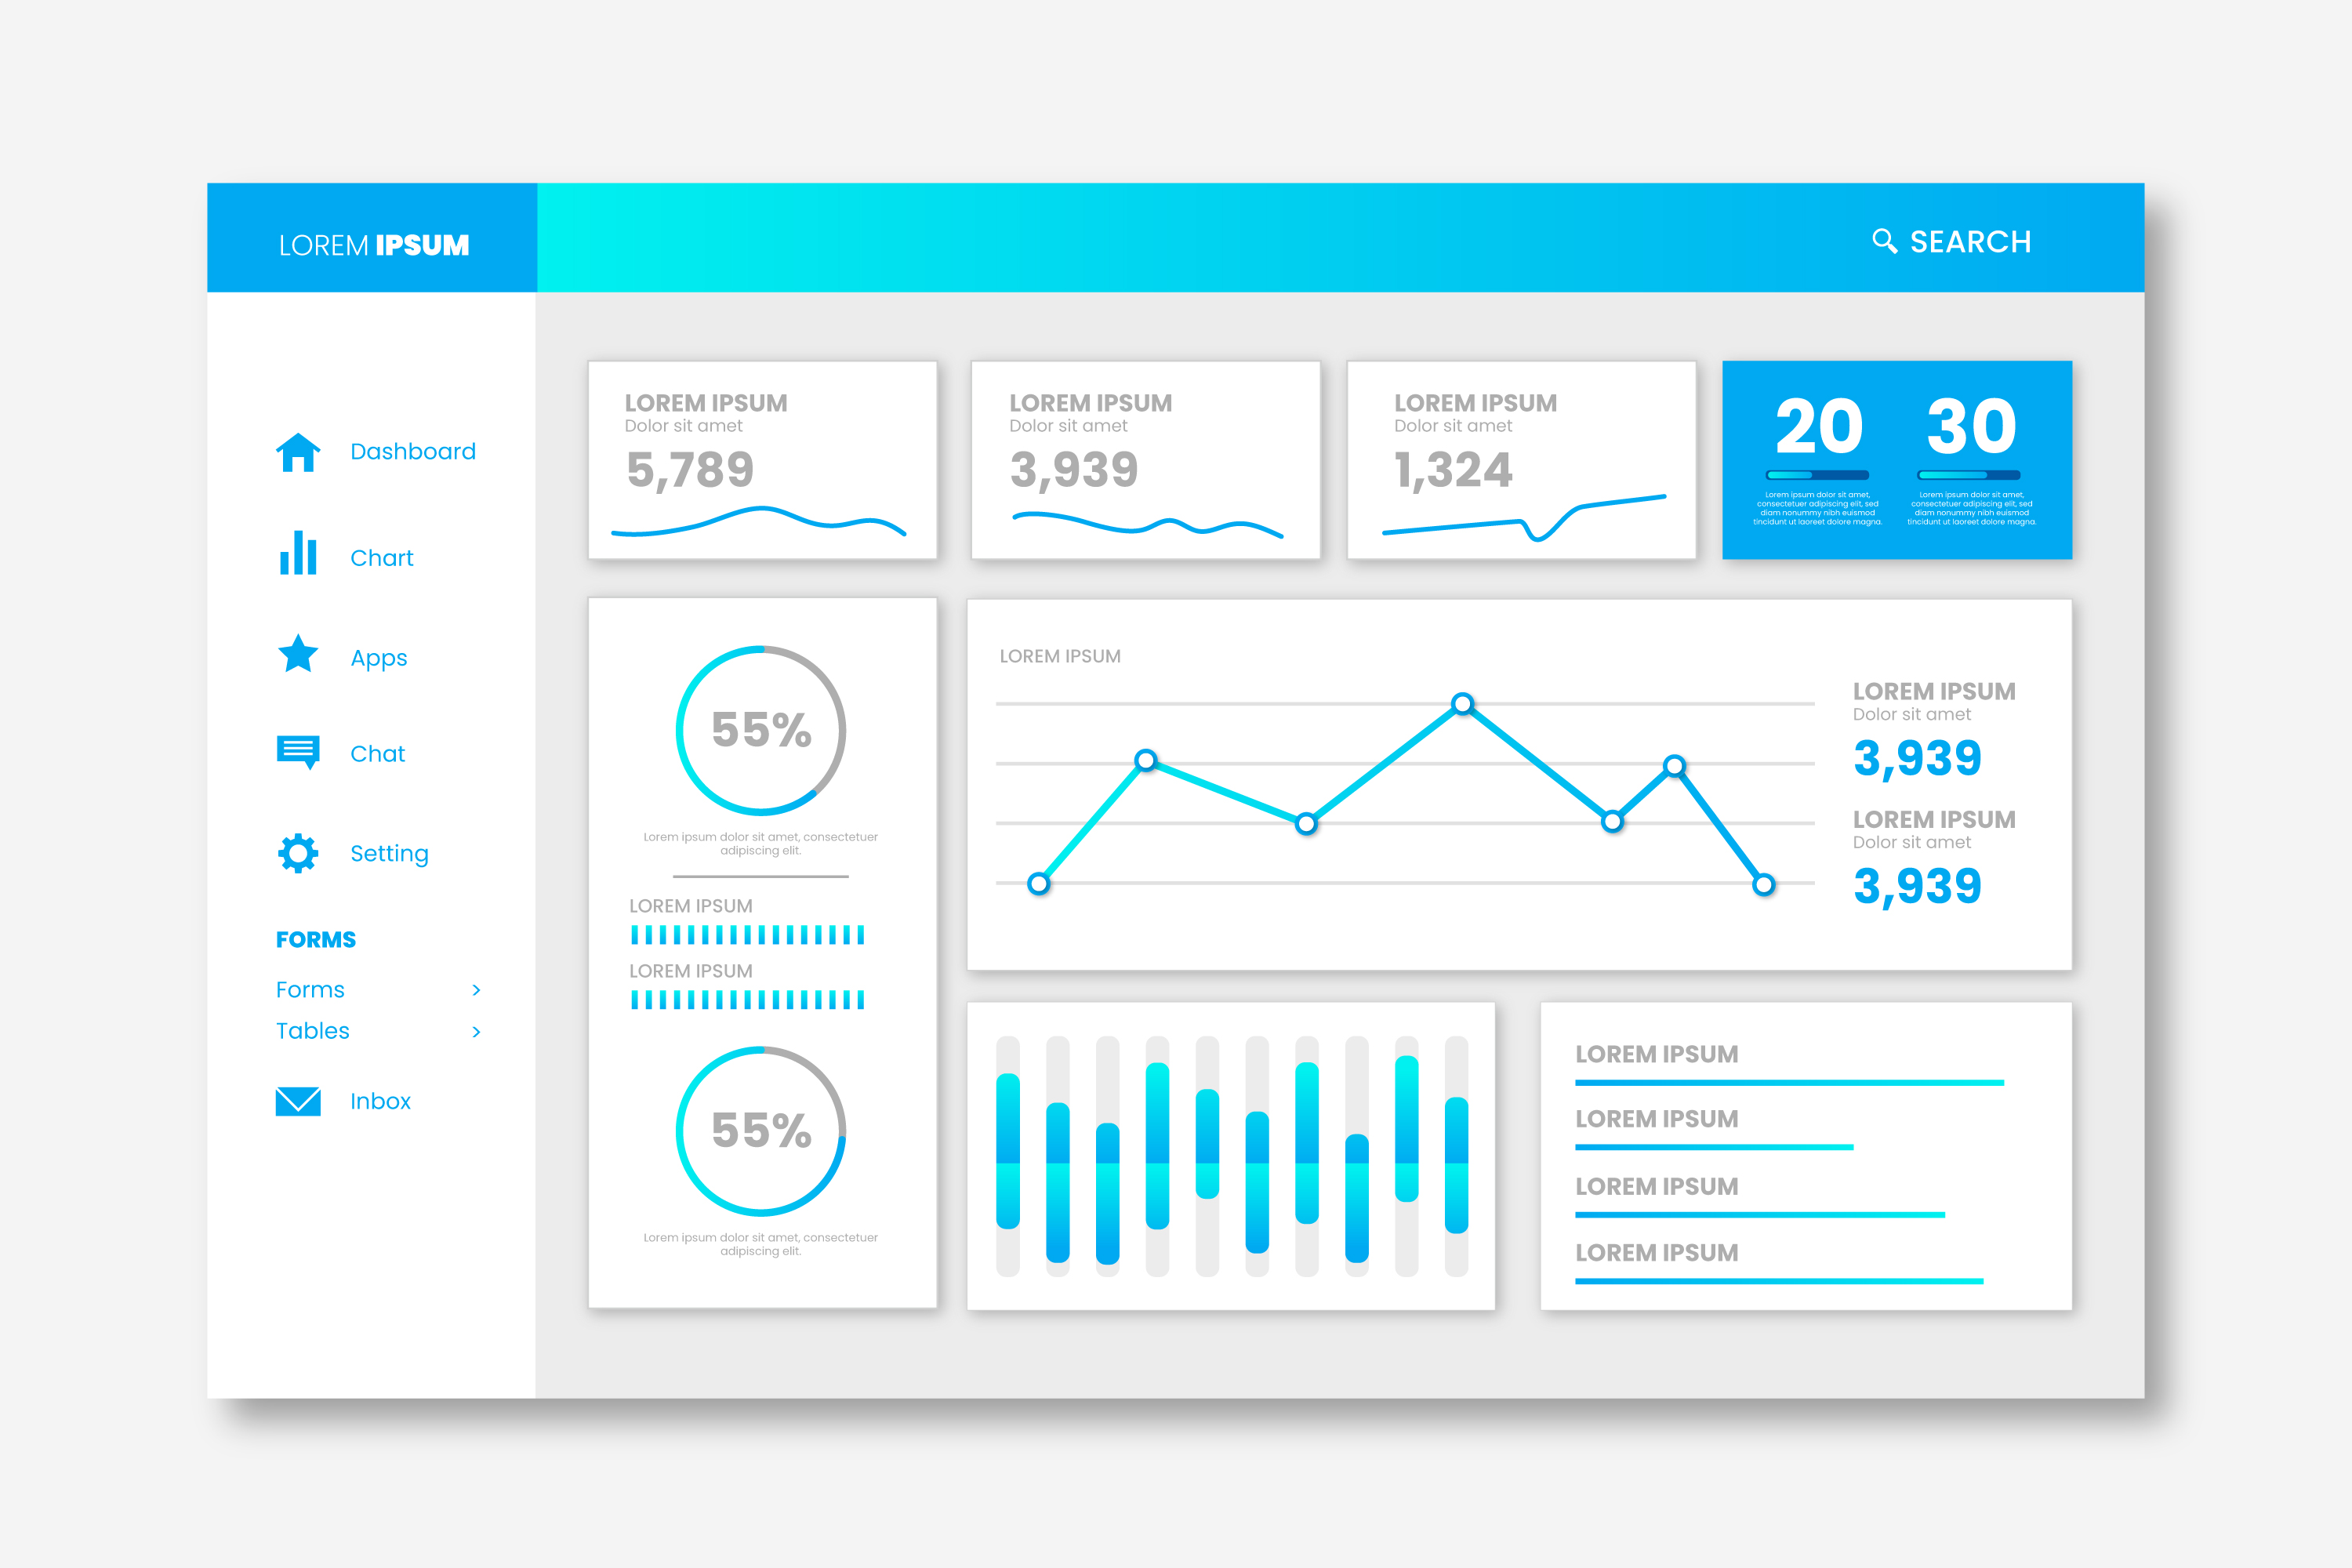 LOREM IPSUM
SEARCH
Dashboard
Chart
Apps
Chat
Setting
FORMS
Forms >
Tables >
Inbox
LOREM IPSUM
Dolor sit amet
5,789
LOREM IPSUM
Dolor sit amet
3,939
LOREM IPSUM
Dolor sit amet
1,324
20
Lorem ipsum dolor sit amet,
consectetuer adipiscing elit, sed
diam nonummy nibh euismod
tincidunt ut laoreet dolore magna.
30
Lorem ipsum dolor sit amet,
consectetuer adipiscing elit, sed
diam nonummy nibh euismod
tincidunt ut laoreet dolore magna.
55%
Lorem ipsum dolor sit amet, consectetuer
adipiscing elit.
LOREM IPSUM
LOREM IPSUM
55%
Lorem ipsum dolor sit amet, consectetuer
adipiscing elit.
LOREM IPSUM
LOREM IPSUM
Dolor sit amet
3,939
LOREM IPSUM
Dolor sit amet
3,939
LOREM IPSUM
LOREM IPSUM
LOREM IPSUM
LOREM IPSUM